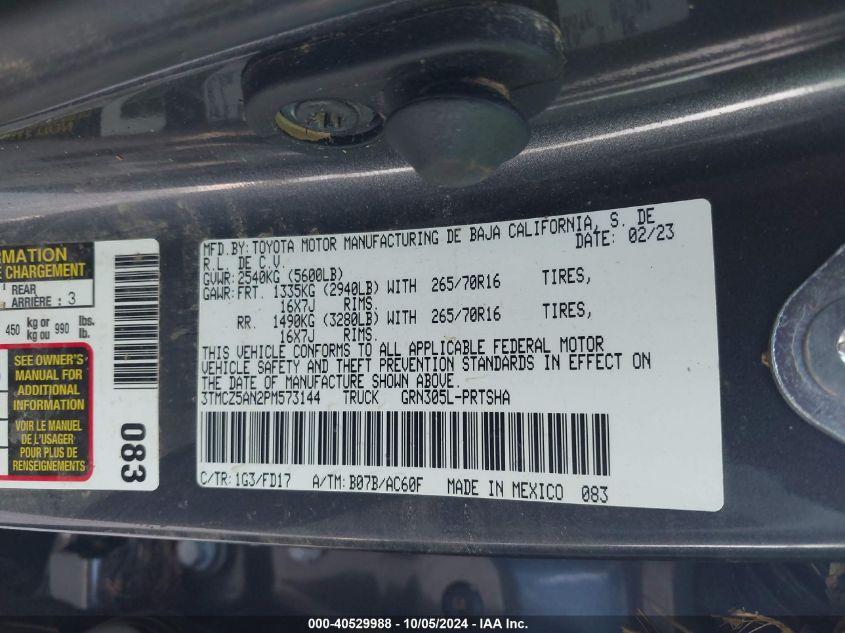 MFD.BY:TOYOTA MOTOR MANUFACTURING DE BAJA CALIFORNIA, S. DE
R.L. DE C.V. DATE: 02/23
GVWR:2540KG (5600LB)
GAWR:FRT. 1335KG (2940LB) WITH 265/70R16 TIRES,
16X7J RIMS.
RR. 1490KG (3280LB) WITH 265/70R16 TIRES,
16X7J RIMS.
THIS VEHICLE CONFORMS TO ALL APPLICABLE FEDERAL MOTOR
VEHICLE SAFETY AND THEFT PREVENTION STANDARDS IN EFFECT ON
THE DATE OF MANUFACTURE SHOWN ABOVE.
3TMCZ5AN2PM573144 TRUCK GRN305L-PRTSHA
C/TR:1G3/FD17 A/TM:B07B/AC60F MADE IN MEXICO 083
CHARGEMENT
REAR
ARRIÈRE : 3
450 kg or 990 lbs.
kg ou lb.
SEE OWNER'S
MANUAL FOR
ADDITIONAL
INFORMATION
VOIR LE MANUEL
DE L'USAGER
POUR PLUS DE
RENSEIGNEMENTS
083
000-40529988 - 10/05/2024 - IAA Inc.